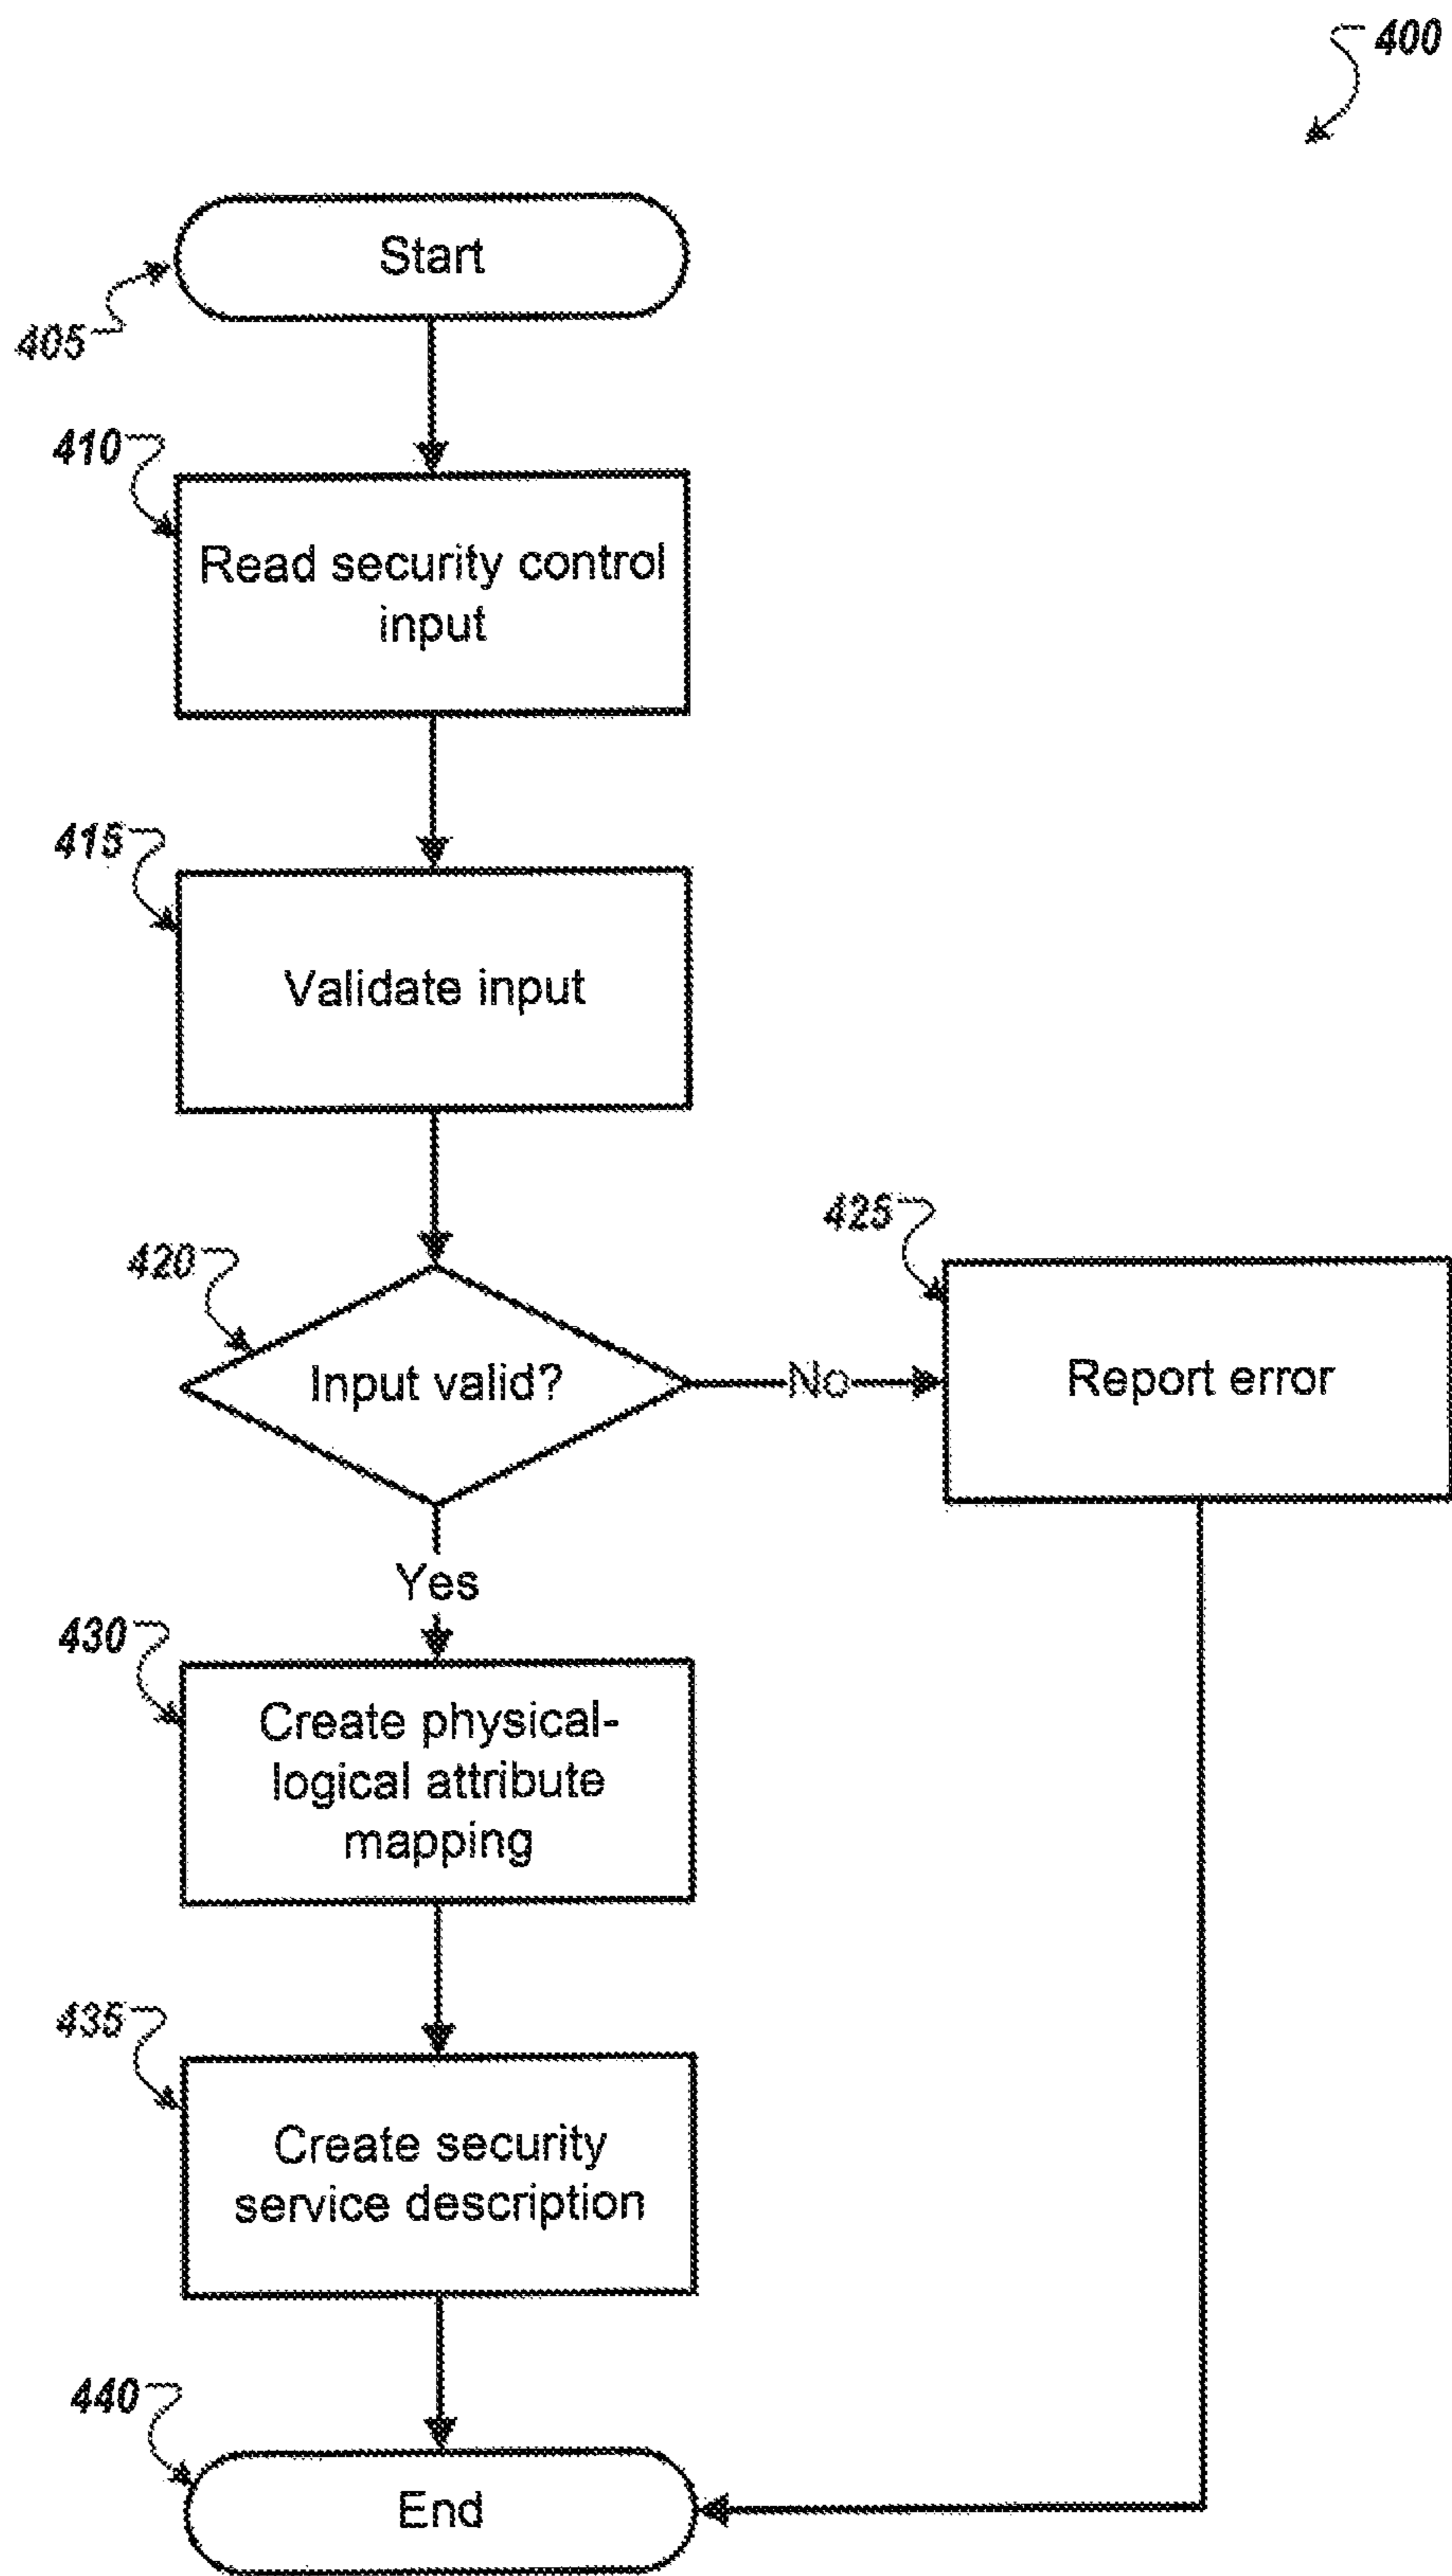 400
Start
405
410
Read security control
input
415
Validate input
420
Input valid?
No
425
Report error
Yes
430
Create physical-
logical attribute
mapping
435
Create security
service description
440
End